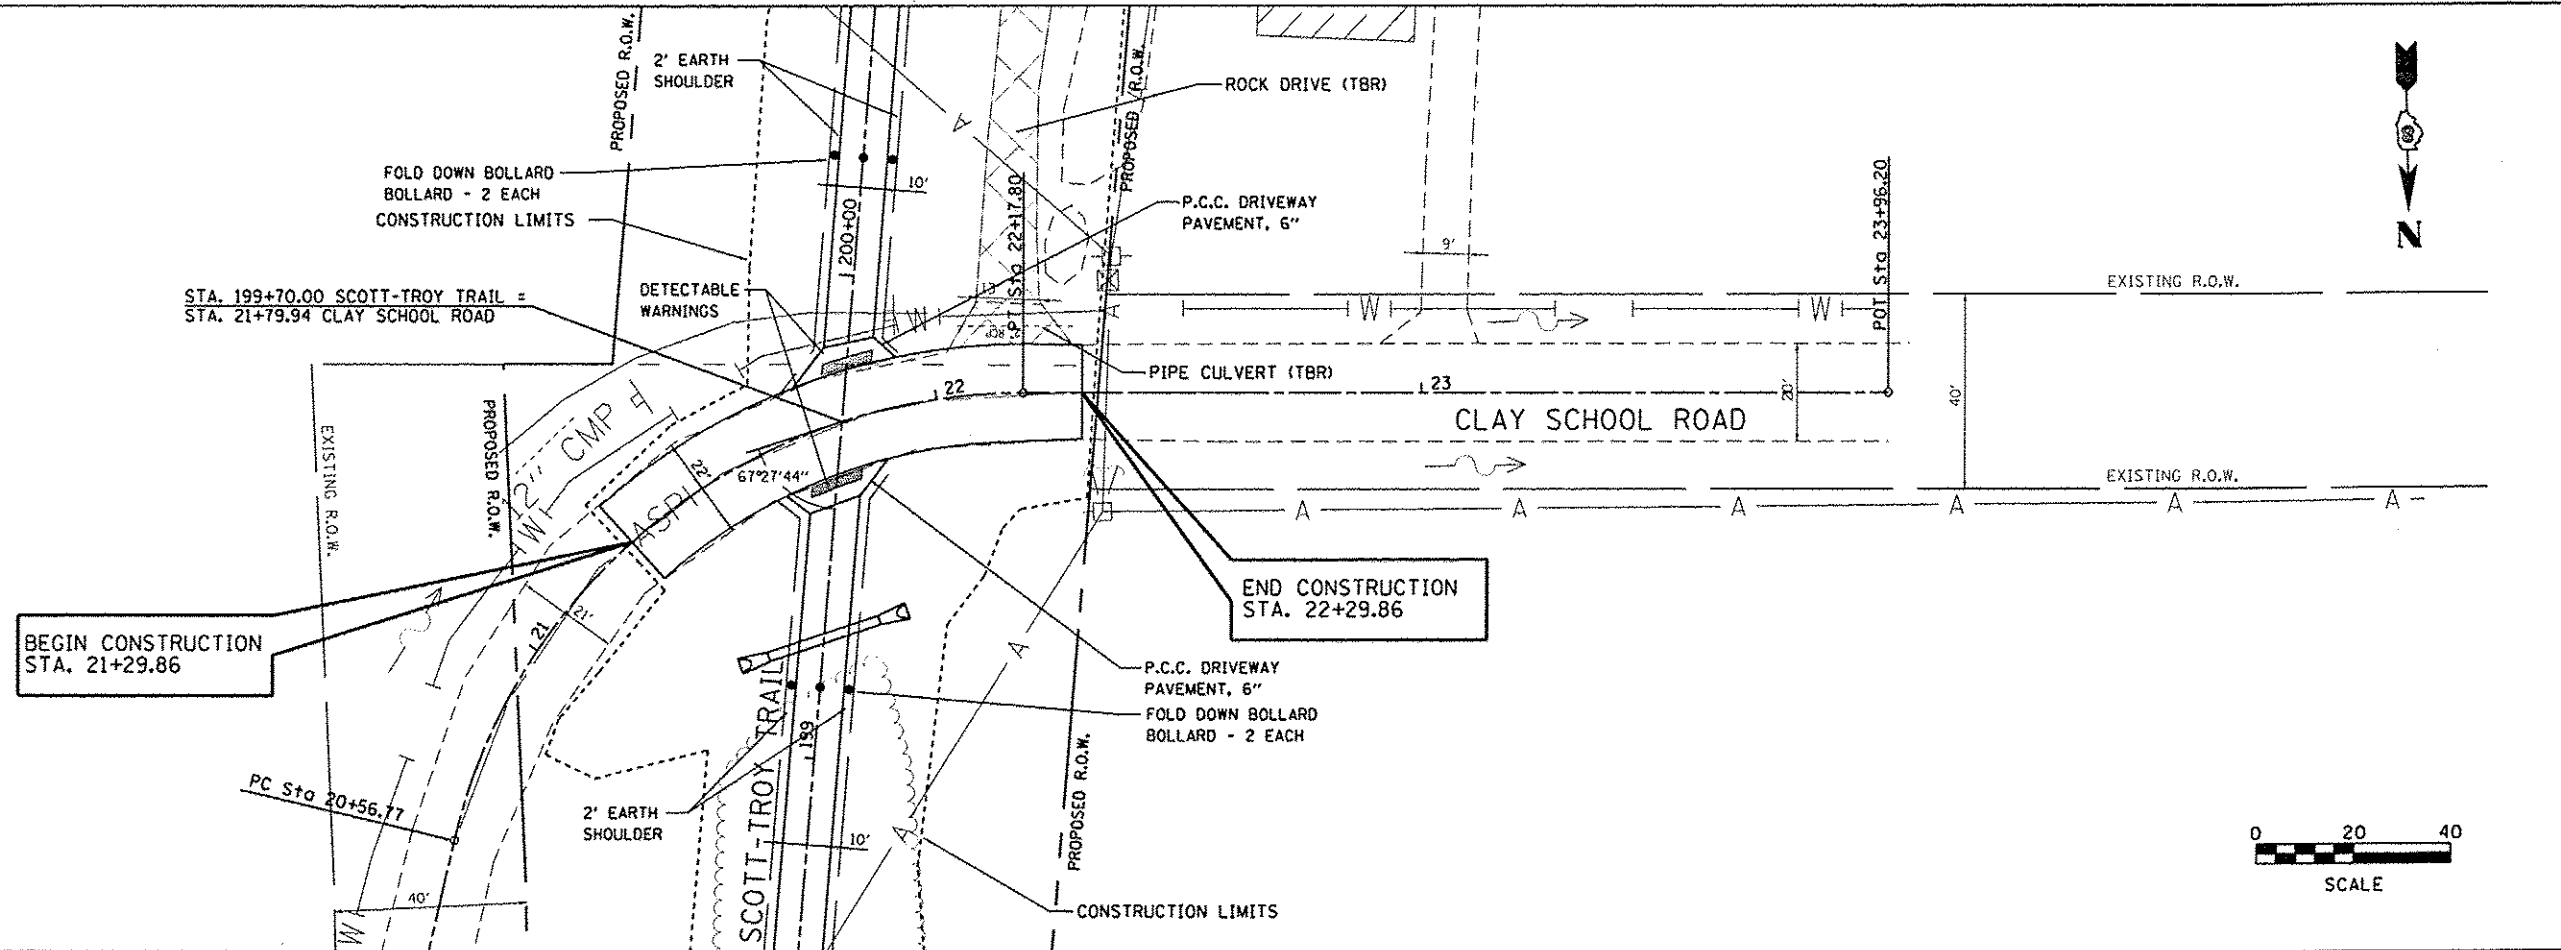 PROPOSED R.O.W.
2' EARTH
SHOULDER
A
PROPOSED R.O.W.
ROCK DRIVE (TBR)
FOLD DOWN BOLLARD
BOLLARD - 2 EACH
CONSTRUCTION LIMITS
10'
200+00
PT Sta 22+17.80
P.C.C. DRIVEWAY
PAVEMENT, 6"
POT Sta 23+96.20
N
9'
EXISTING R.O.W.
STA. 199+70.00 SCOTT-TROY TRAIL =
STA. 21+79.94 CLAY SCHOOL ROAD
DETECTABLE
WARNINGS
W
W
W
A
PIPE CULVERT (TBR)
22
23
20'
40'
CLAY SCHOOL ROAD
EXISTING R.O.W.
PROPOSED R.O.W.
12" CMP
W
ASPH
22'
67°27'44"
EXISTING R.O.W.
A
A
A
A
A
A
BEGIN CONSTRUCTION
STA. 21+29.86
21
21'
END CONSTRUCTION
STA. 22+29.86
A
P.C.C. DRIVEWAY
PAVEMENT, 6"
FOLD DOWN BOLLARD
BOLLARD - 2 EACH
199
SCOTT-TROY TRAIL
PC Sta 20+56.77
2' EARTH
SHOULDER
10'
A
PROPOSED R.O.W.
40'
W
CONSTRUCTION LIMITS
0 20 40
SCALE